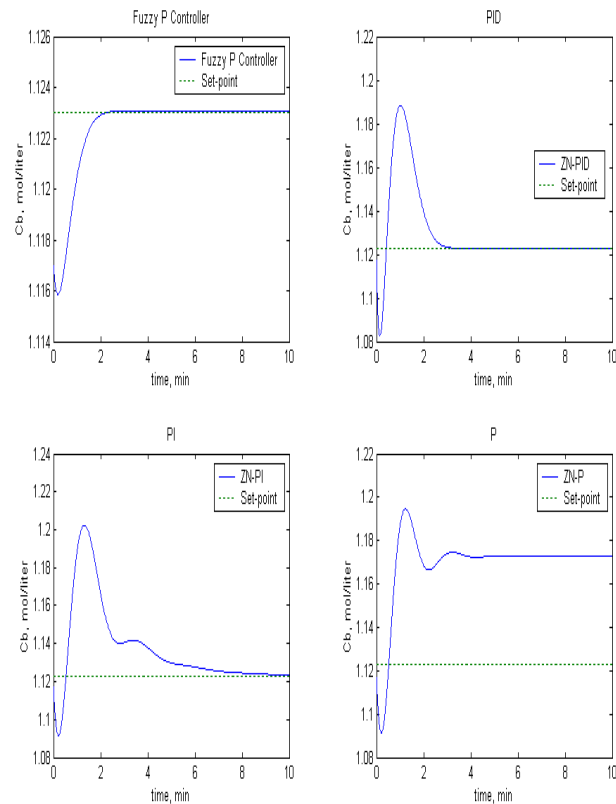 Fuzzy P Controller
1.126
1.124
1.122
1.12
1.118
1.116
1.114
Cb, mol/liter
Fuzzy P Controller
Set-point
0 2 4 6 8 10
time, min
PID
1.2
1.18
1.16
1.14
1.12
1.1
1.08
Cb, mol/liter
ZN-PID
Set-point
0 2 4 6 8 10
time, min
PI
1.24
1.22
1.2
1.18
1.16
1.14
1.12
1.1
1.08
Cb, mol/liter
ZN-PI
Set-point
0 2 4 6 8 10
time, min
P
1.22
1.2
1.18
1.16
1.14
1.12
1.1
1.08
Cb, mol/liter
ZN-P
Set-point
0 2 4 6 8 10
time, min